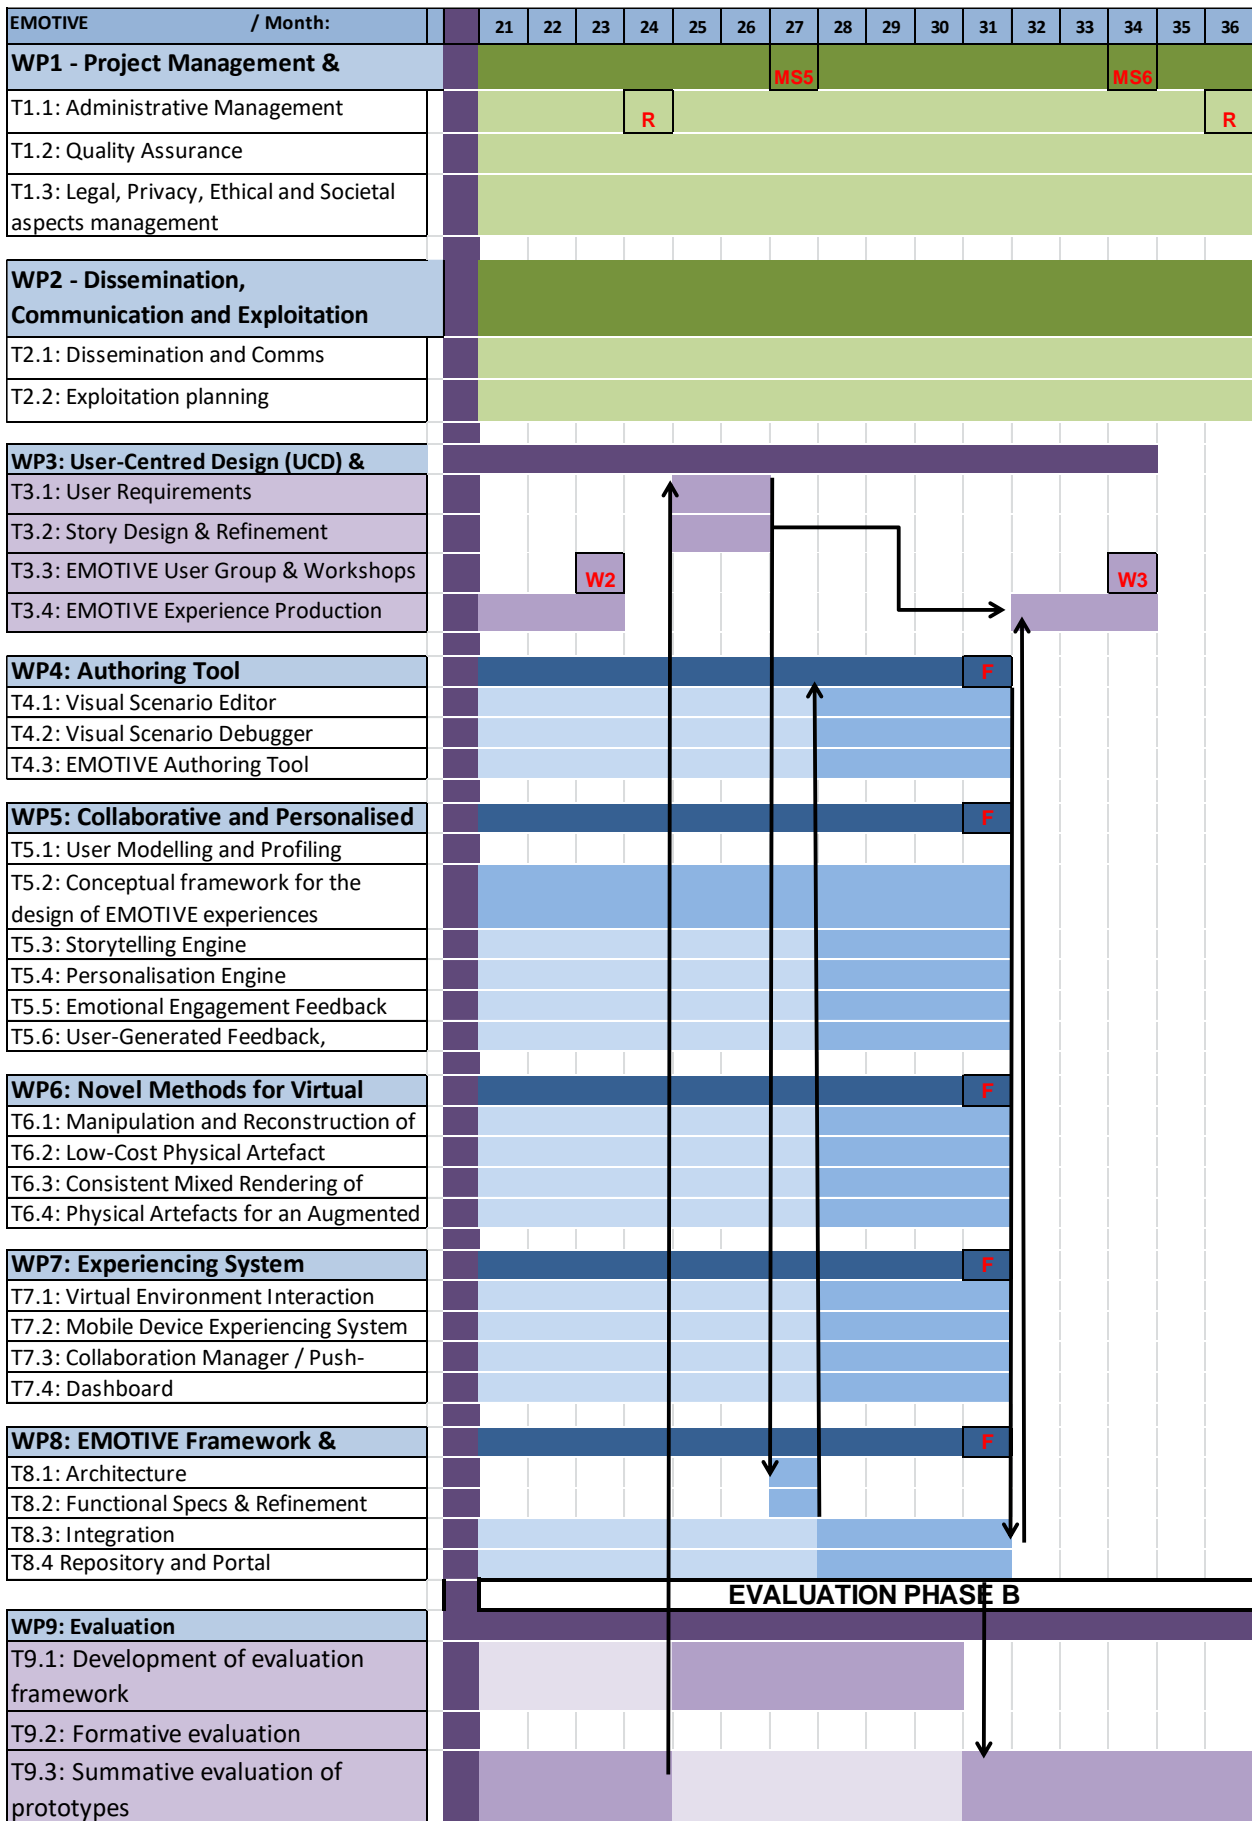 EMOTIVE / Month: 21 22 23 24 25 26 27 28 29 30 31 32 33 34 35 36
WP1 - Project Management &
MS5 MS6
T1.1: Administrative Management
R R
T1.2: Quality Assurance
T1.3: Legal, Privacy, Ethical and Societal
aspects management
WP2 - Dissemination,
Communication and Exploitation
T2.1: Dissemination and Comms
T2.2: Exploitation planning
WP3: User-Centred Design (UCD) &
T3.1: User Requirements
T3.2: Story Design & Refinement
T3.3: EMOTIVE User Group & Workshops
W2 W3
T3.4: EMOTIVE Experience Production
WP4: Authoring Tool F
T4.1: Visual Scenario Editor
T4.2: Visual Scenario Debugger
T4.3: EMOTIVE Authoring Tool
WP5: Collaborative and Personalised F
T5.1: User Modelling and Profiling
T5.2: Conceptual framework for the
design of EMOTIVE experiences
T5.3: Storytelling Engine
T5.4: Personalisation Engine
T5.5: Emotional Engagement Feedback
T5.6: User-Generated Feedback,
WP6: Novel Methods for Virtual F
T6.1: Manipulation and Reconstruction of
T6.2: Low-Cost Physical Artefact
T6.3: Consistent Mixed Rendering of
T6.4: Physical Artefacts for an Augmented
WP7: Experiencing System F
T7.1: Virtual Environment Interaction
T7.2: Mobile Device Experiencing System
T7.3: Collaboration Manager / Push-
T7.4: Dashboard
WP8: EMOTIVE Framework & F
T8.1: Architecture
T8.2: Functional Specs & Refinement
T8.3: Integration
T8.4 Repository and Portal
EVALUATION PHASE B
WP9: Evaluation
T9.1: Development of evaluation
framework
T9.2: Formative evaluation
T9.3: Summative evaluation of
prototypes